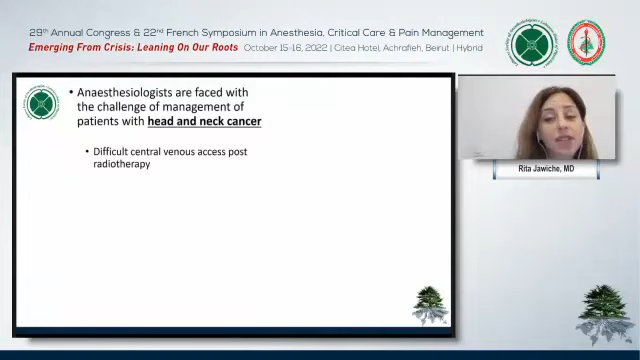 29th Annual Congress & 22nd French Symposium in Anesthesia, Critical Care & Pain Management
Emerging From Crisis: Leaning On Our Roots October 15-16, 2022 | Citea Hotel, Achrafieh, Beirut | Hybrid
• Anaesthesiologists are faced with
the challenge of management of
patients with head and neck cancer
• Difficult central venous access post
radiotherapy
Rita Jawiche, MD